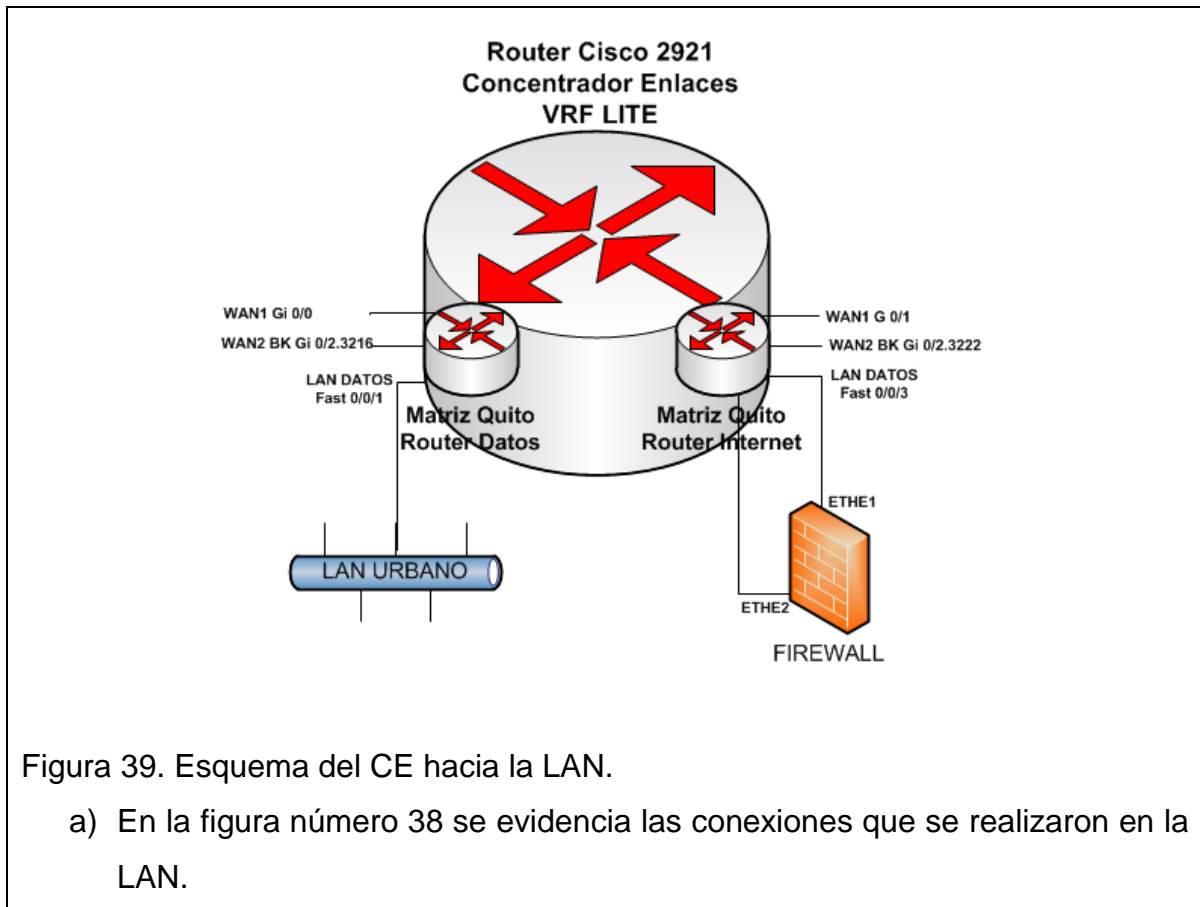 Router Cisco 2921
Concentrador Enlaces
VRF LITE
WAN1 Gi 0/0
WAN2 BK Gi 0/2.3216
LAN DATOS
Fast 0/0/1
Matriz Quito
Router Datos
WAN1 G 0/1
WAN2 BK Gi 0/2.3222
LAN DATOS
Fast 0/0/3
Matriz Quito
Router Internet
ETHE1
LAN URBANO
ETHE2
FIREWALL
Figura 39. Esquema del CE hacia la LAN.
a) En la figura número 38 se evidencia las conexiones que se realizaron en la
LAN.